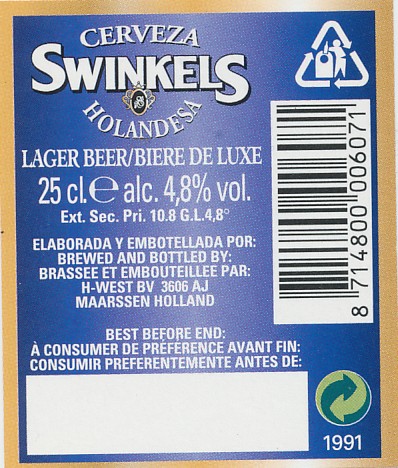 CERVEZA
SWINKELS
HOLANDESA
LAGER BEER/BIERE DE LUXE
25 cl.e alc. 4,8% vol.
Ext. Sec. Pri. 10.8 G.L.4,8°
ELABORADA Y EMBOTELLADA POR:
BREWED AND BOTTLED BY:
BRASSEE ET EMBOUTEILLEE PAR:
H-WEST BV 3606 AJ
MAARSSEN HOLLAND
8 714800 006071
BEST BEFORE END:
À CONSUMER DE PRÉFERENCE AVANT FIN:
CONSUMIR PREFERENTEMENTE ANTES DE:
1991